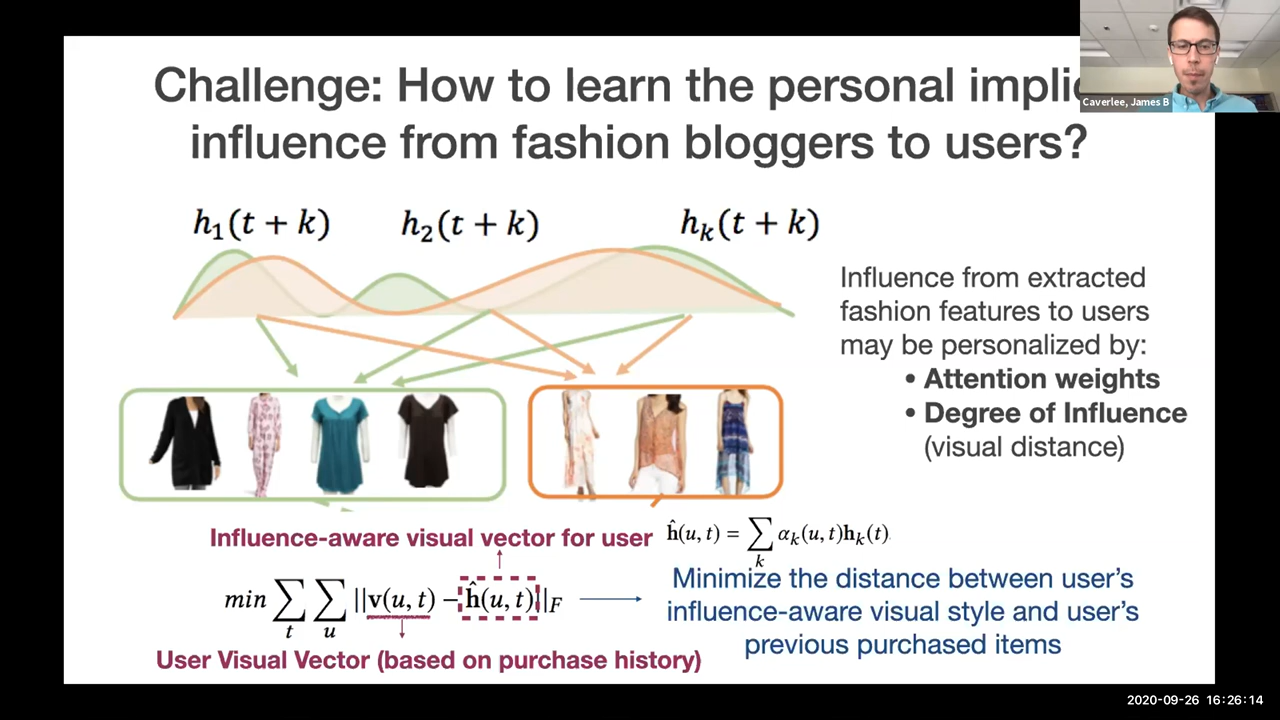 Challenge: How to learn the personal implic
influence from fashion bloggers to users?
Caverlee, James B
h₁(t + k) h₂(t + k) hₖ(t + k)
Influence from extracted
fashion features to users
may be personalized by:
• Attention weights
• Degree of Influence
(visual distance)
Influence-aware visual vector for user ĥ(u, t) = ∑ₖ αₖ(u, t)hₖ(t)
min ∑ₜ ∑ᵤ ||v(u, t) − ĥ(u, t)||_F
Minimize the distance between user's
influence-aware visual style and user's
previous purchased items
User Visual Vector (based on purchase history)
2020-09-26 16:26:14